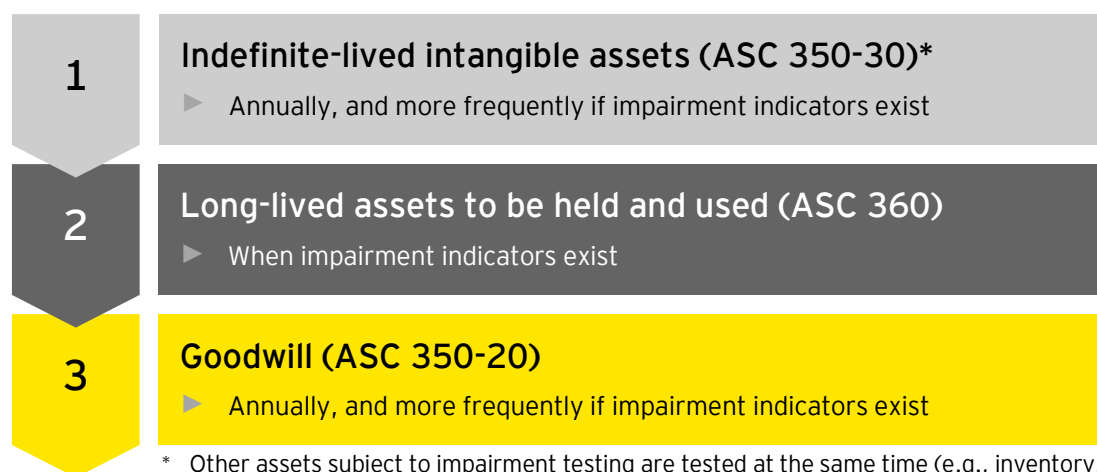 1
Indefinite-lived intangible assets (ASC 350-30)*
► Annually, and more frequently if impairment indicators exist
2
Long-lived assets to be held and used (ASC 360)
► When impairment indicators exist
3
Goodwill (ASC 350-20)
► Annually, and more frequently if impairment indicators exist
* Other assets subject to impairment testing are tested at the same time (e.g., inventory